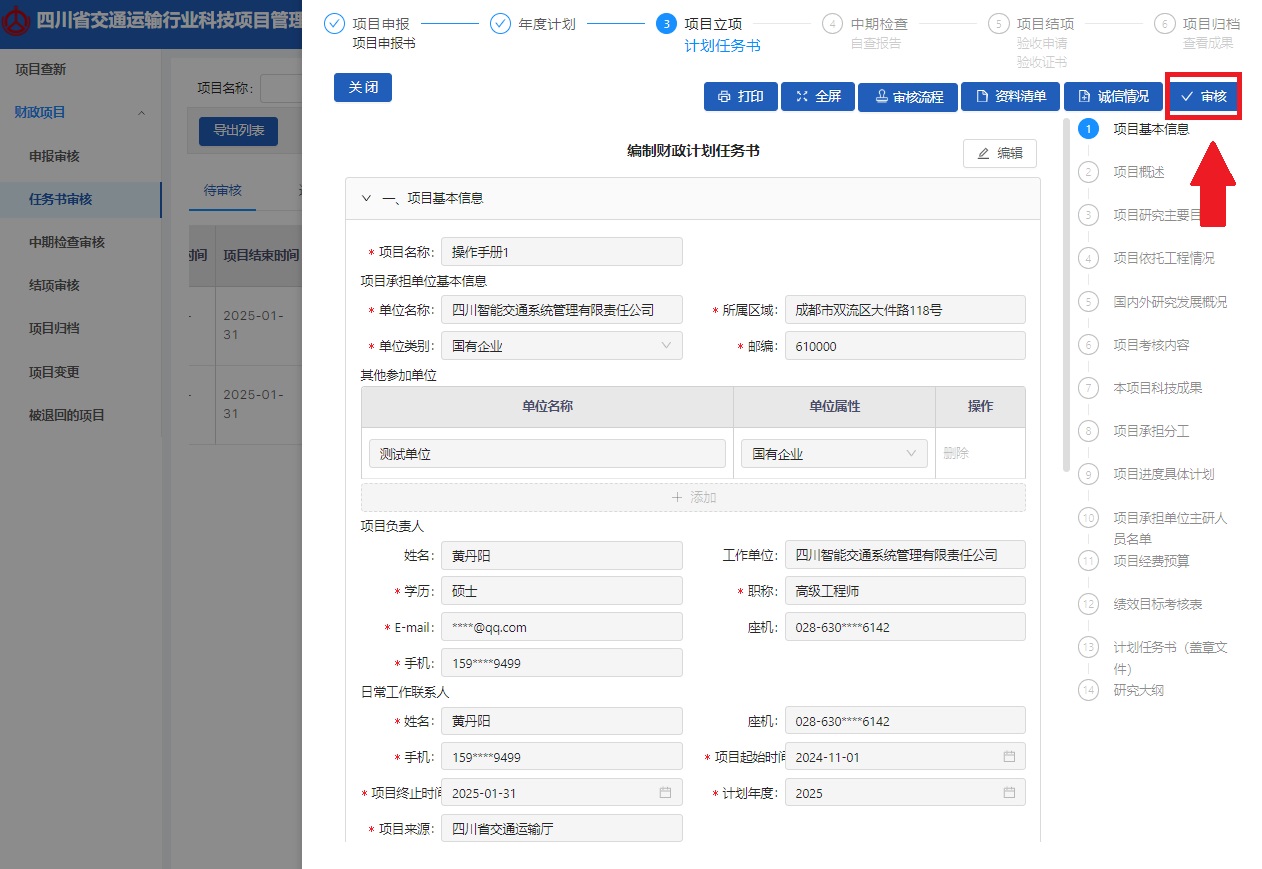 四川省交通运输行业科技项目管理
项目查新
财政项目
申报审核
任务书审核
中期检查审核
结项审核
项目归档
项目变更
被退回的项目
项目名称:
导出列表
待审核
项目结束时间
2025-01-
31
2025-01-
31
项目申报
项目申报书
年度计划
3 项目立项
计划任务书
4 中期检查
自查报告
5 项目结项
验收申请
验收证书
6 项目归档
查看成果
关 闭
打印 全屏 审核流程 资料清单 诚信情况 审核
编制财政计划任务书
编辑
一、项目基本信息
* 项目名称: 操作手册1
项目承担单位基本信息
* 单位名称: 四川智能交通系统管理有限责任公司 * 所属区域: 成都市双流区大件路118号
* 单位类别: 国有企业 * 邮编: 610000
其他参加单位
单位名称 单位属性 操作
测试单位 国有企业 删除
+ 添加
项目负责人
姓名: 黄丹阳 工作单位: 四川智能交通系统管理有限责任公司
* 学历: 硕士 * 职称: 高级工程师
* E-mail: ****@qq.com 座机: 028-630****6142
* 手机: 159****9499
日常工作联系人
* 姓名: 黄丹阳 座机: 028-630****6142
* 手机: 159****9499 * 项目起始时间 2024-11-01
* 项目终止时间 2025-01-31 * 计划年度: 2025
* 项目来源: 四川省交通运输厅
1 项目基本信息
2 项目概述
3 项目研究主要目
4 项目依托工程情况
5 国内外研究发展概况
6 项目考核内容
7 本项目科技成果
8 项目承担分工
9 项目进度具体计划
10 项目承担单位主研人
员名单
11 项目经费预算
12 绩效目标考核表
13 计划任务书（盖章文
件）
14 研究大纲